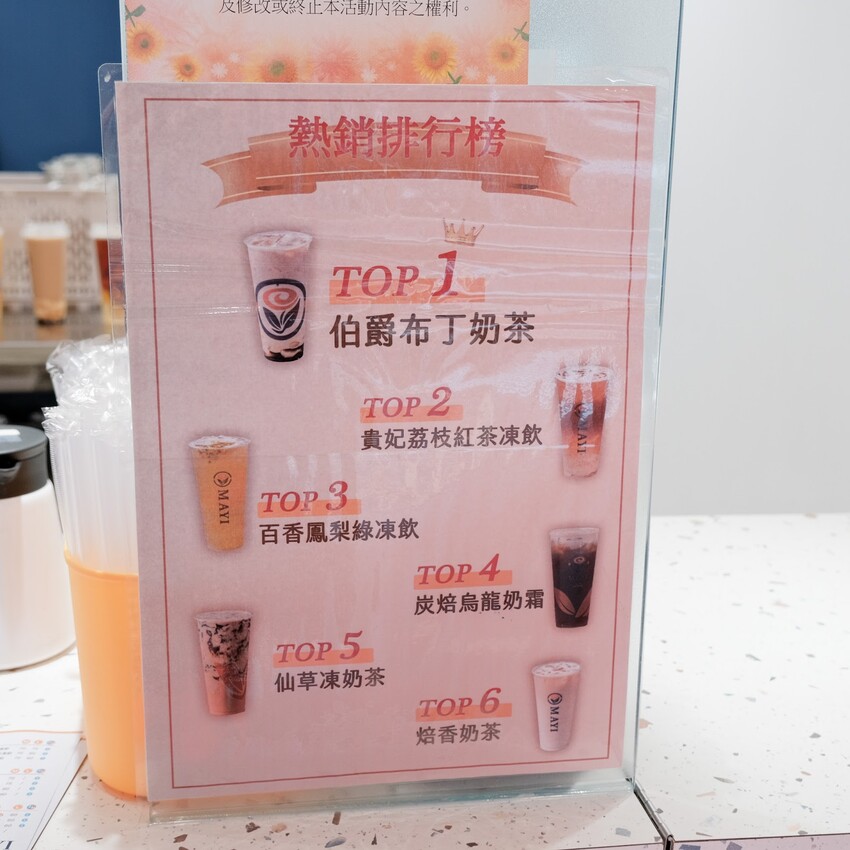 及修改或終止本活動內容之權利。
熱銷排行榜
TOP 1
伯爵布丁奶茶
TOP 2
貴妃荔枝紅茶凍飲
MAYI
TOP 3
百香鳳梨綠凍飲
MAYI
TOP 4
炭焙烏龍奶霜
TOP 5
仙草凍奶茶
TOP 6
焙香奶茶
MAYI